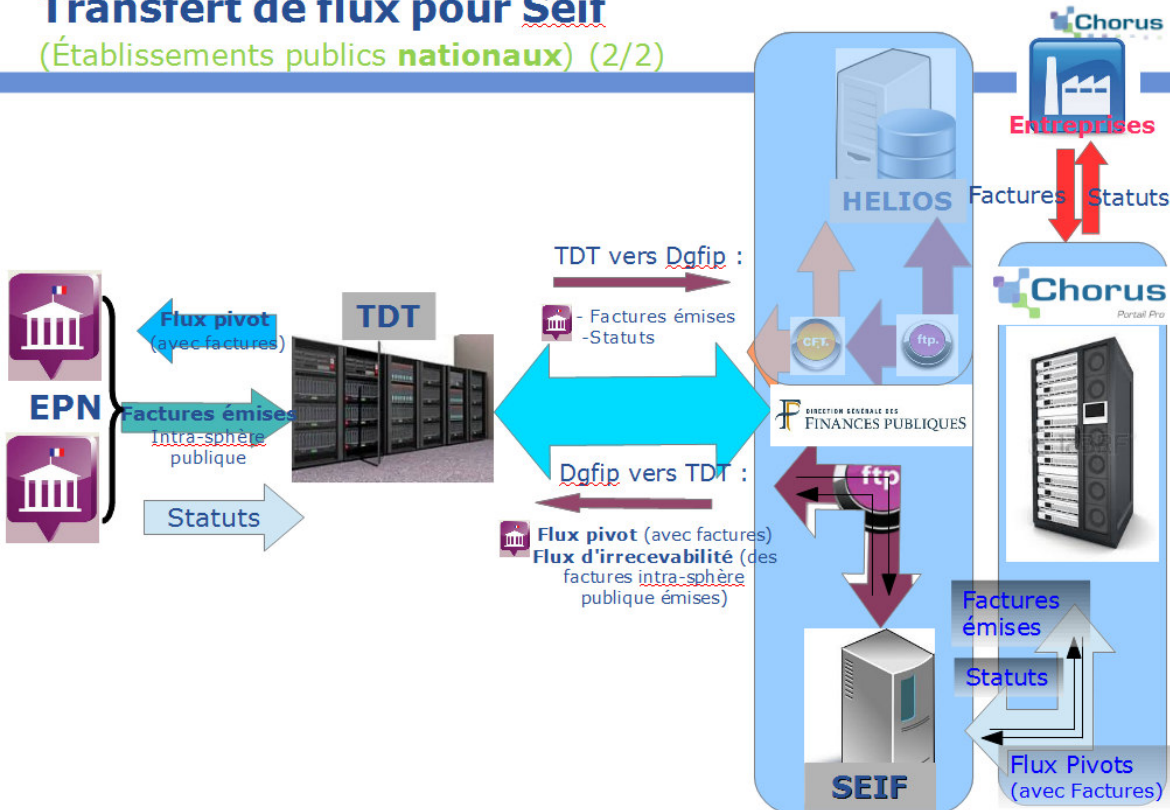 Transfert de flux pour Seif
(Établissements publics nationaux) (2/2)
Chorus
Entreprises
Factures
Statuts
HELIOS
CFT.
ftp.
TDT vers Dgfip :
- Factures émises
-Statuts
TDT
Flux pivot
(avec factures)
EPN
Factures émises
Intra-sphère
publique
Statuts
DIRECTION GÉNÉRALE DES
FINANCES PUBLIQUES
Chorus
Portail Pro
Dgfip vers TDT :
Flux pivot (avec factures)
Flux d'irrecevabilité (des
factures intra-sphère
publique émises)
ftp
Factures
émises
Statuts
Flux Pivots
(avec Factures)
SEIF